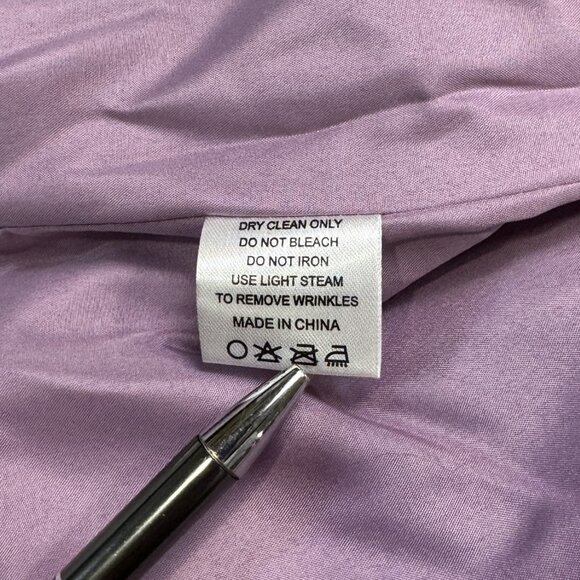 DRY CLEAN ONLY
DO NOT BLEACH
DO NOT IRON
USE LIGHT STEAM
TO REMOVE WRINKLES
MADE IN CHINA